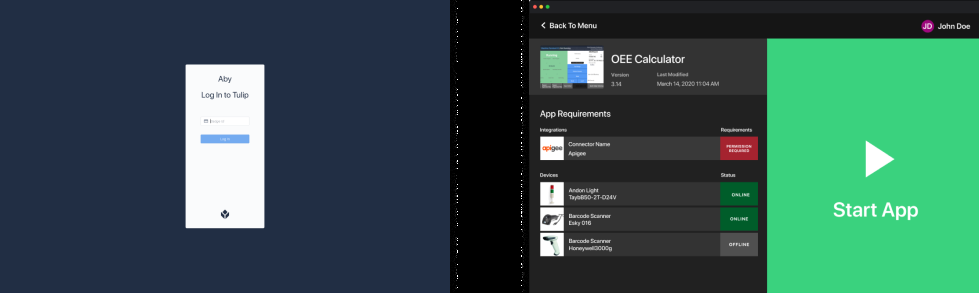 Aby
Log In to Tulip
Log in
Back To Menu
JD John Doe
OEE Calculator
Version Last Modified
3.14 March 14, 2020 11:04 AM
App Requirements
Integrations Requirements
apigee Connector Name
Apigee
PERMISSION
REQUIRED
Devices Status
Andon Light
TaybB50-2T-D24V
ONLINE
Barcode Scanner
Esky 016
ONLINE
Barcode Scanner
Honeywell3000g
OFFLINE
Start App